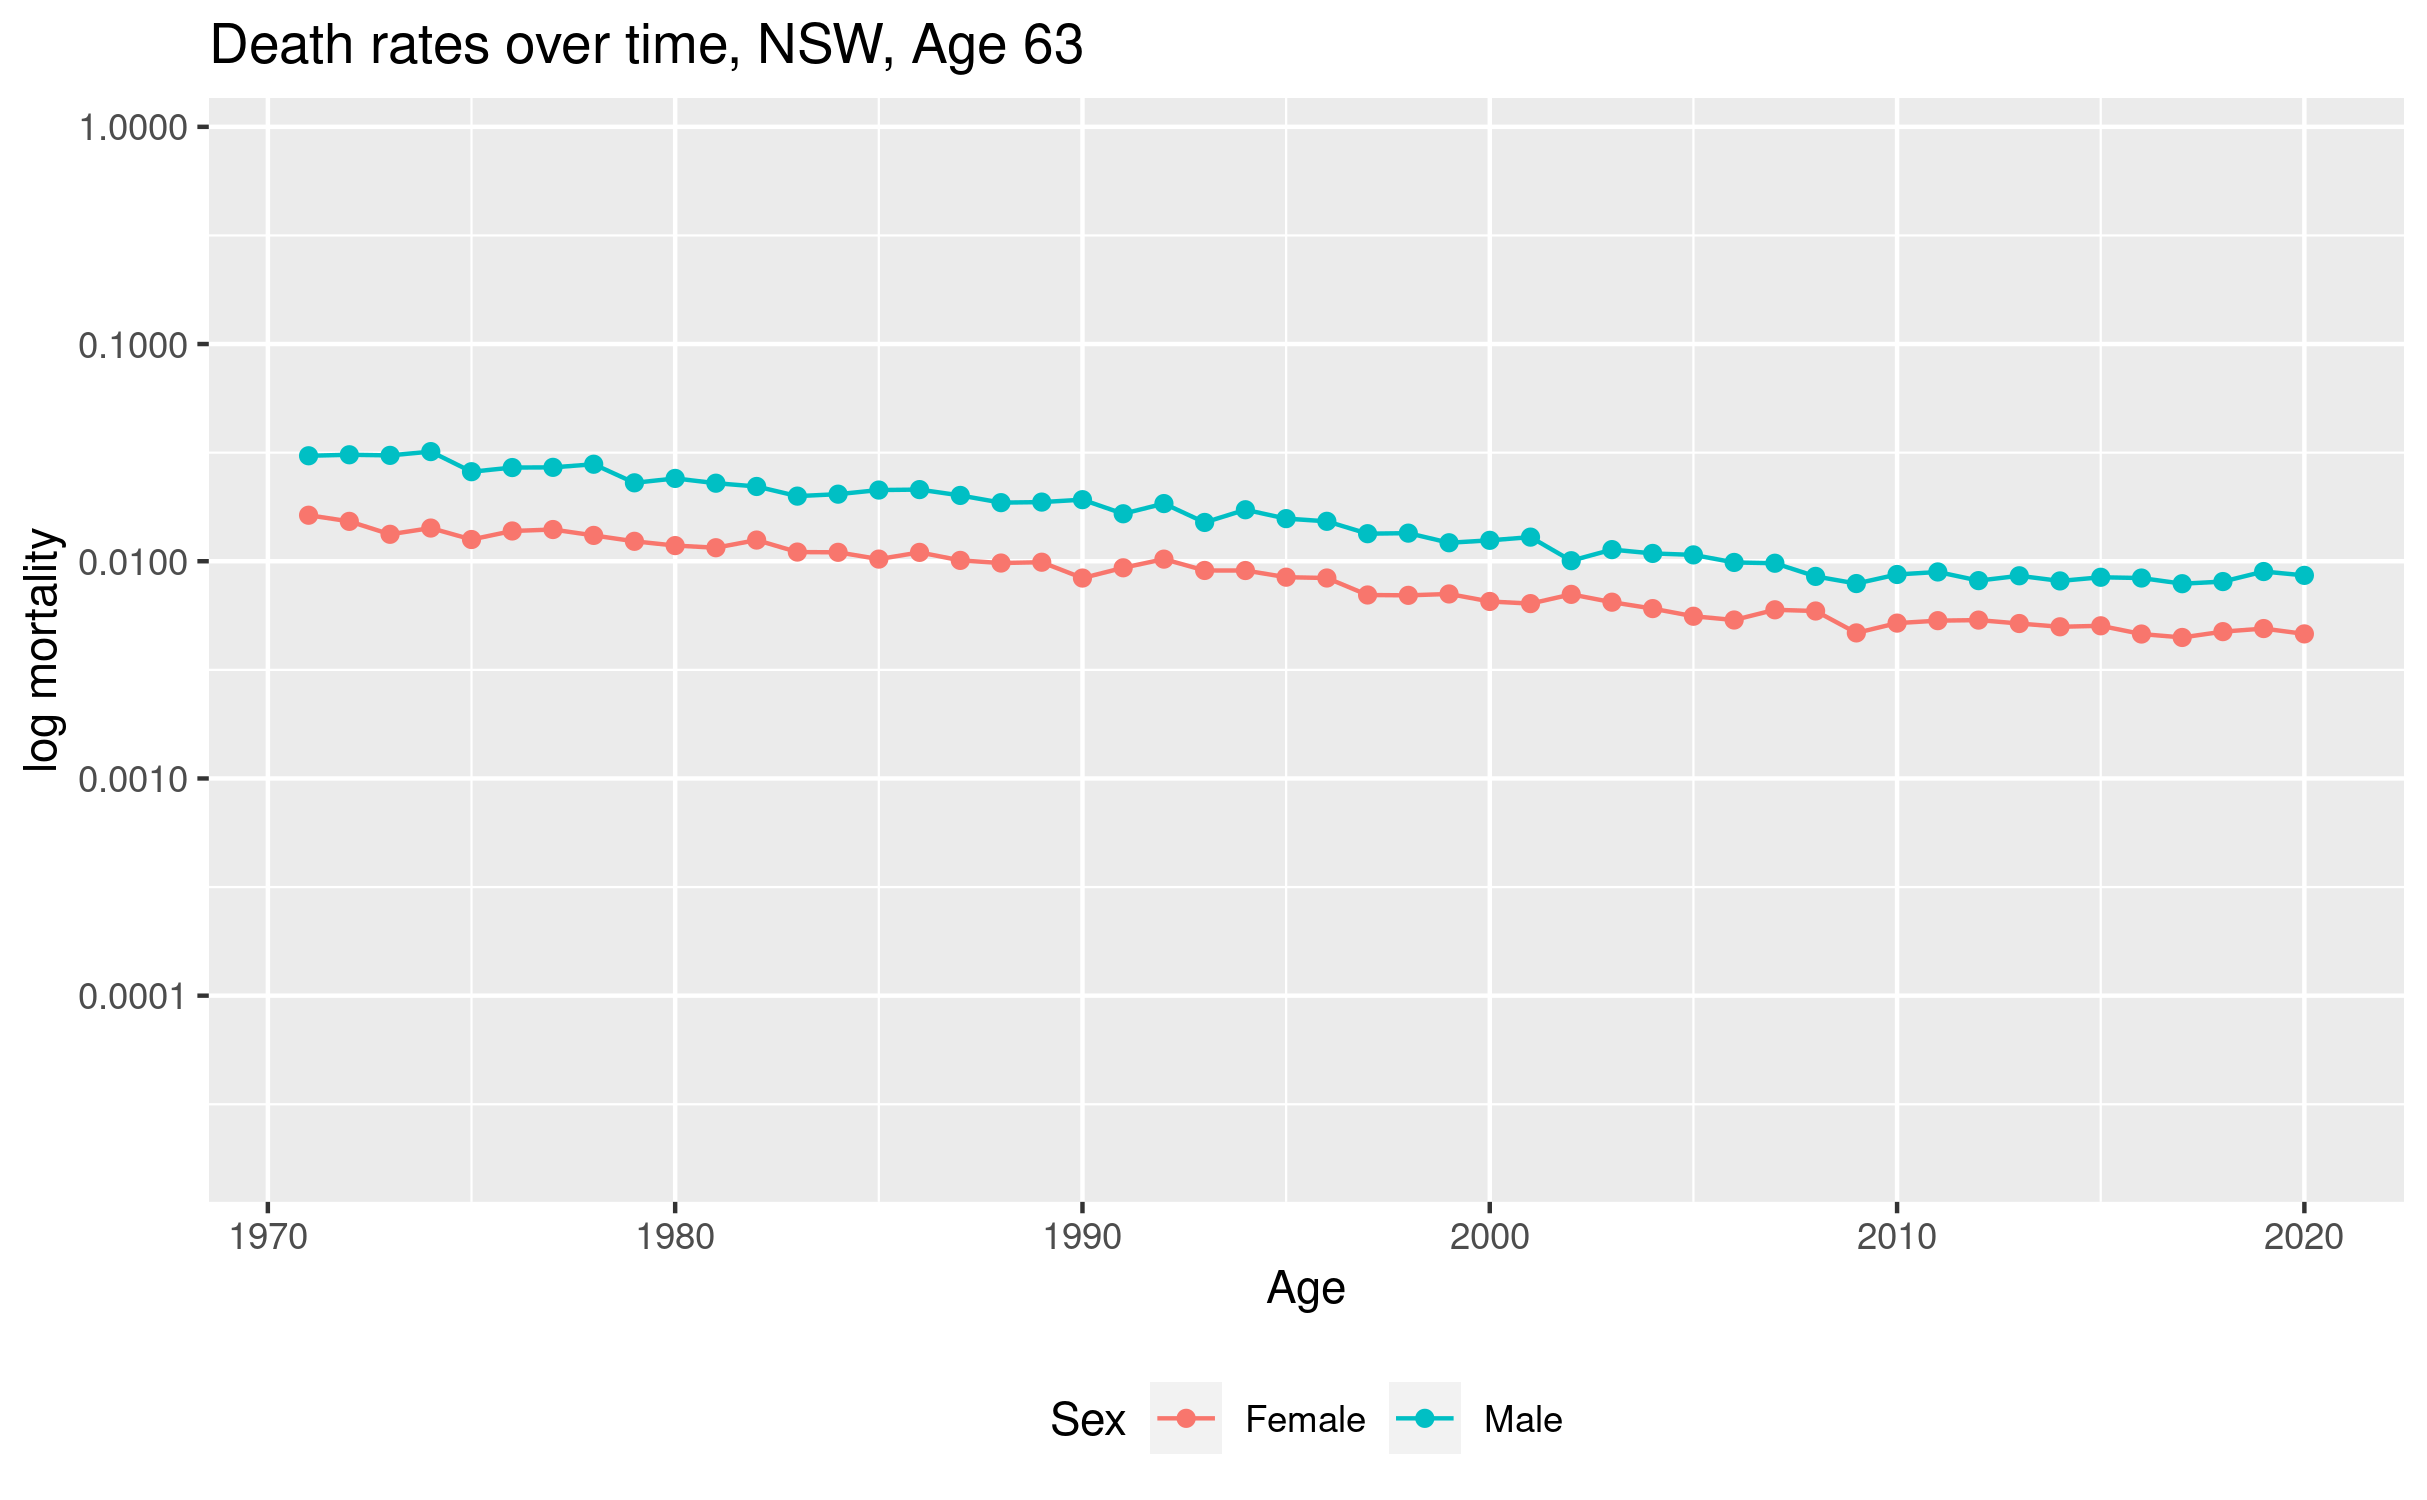 Death rates over time, NSW, Age 63
1.0000
0.1000
0.0100
0.0010
0.0001
log mortality
1970 1980 1990 2000 2010 2020
Age
Sex Female Male